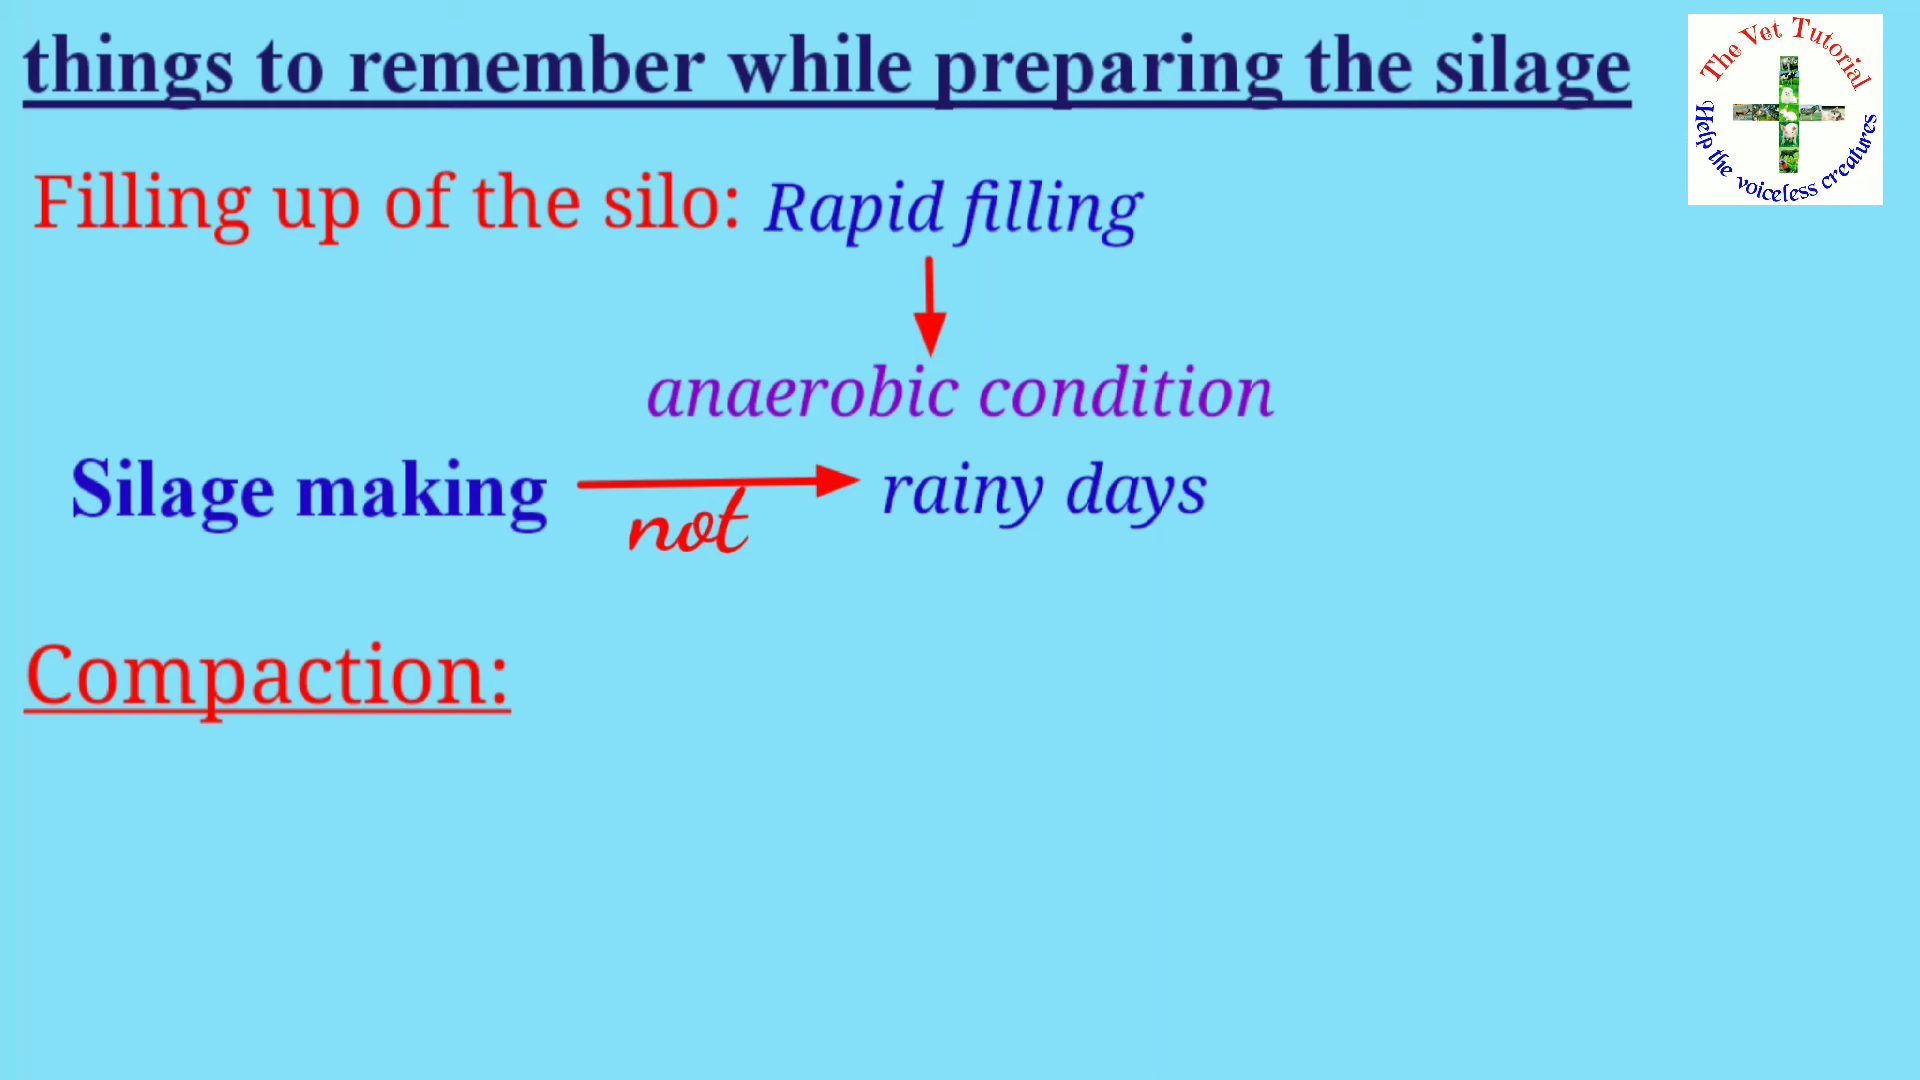 things to remember while preparing the silage
The Vet Tutorial
Help the voiceless creatures
Filling up of the silo: Rapid filling
anaerobic condition
Silage making not rainy days
Compaction: